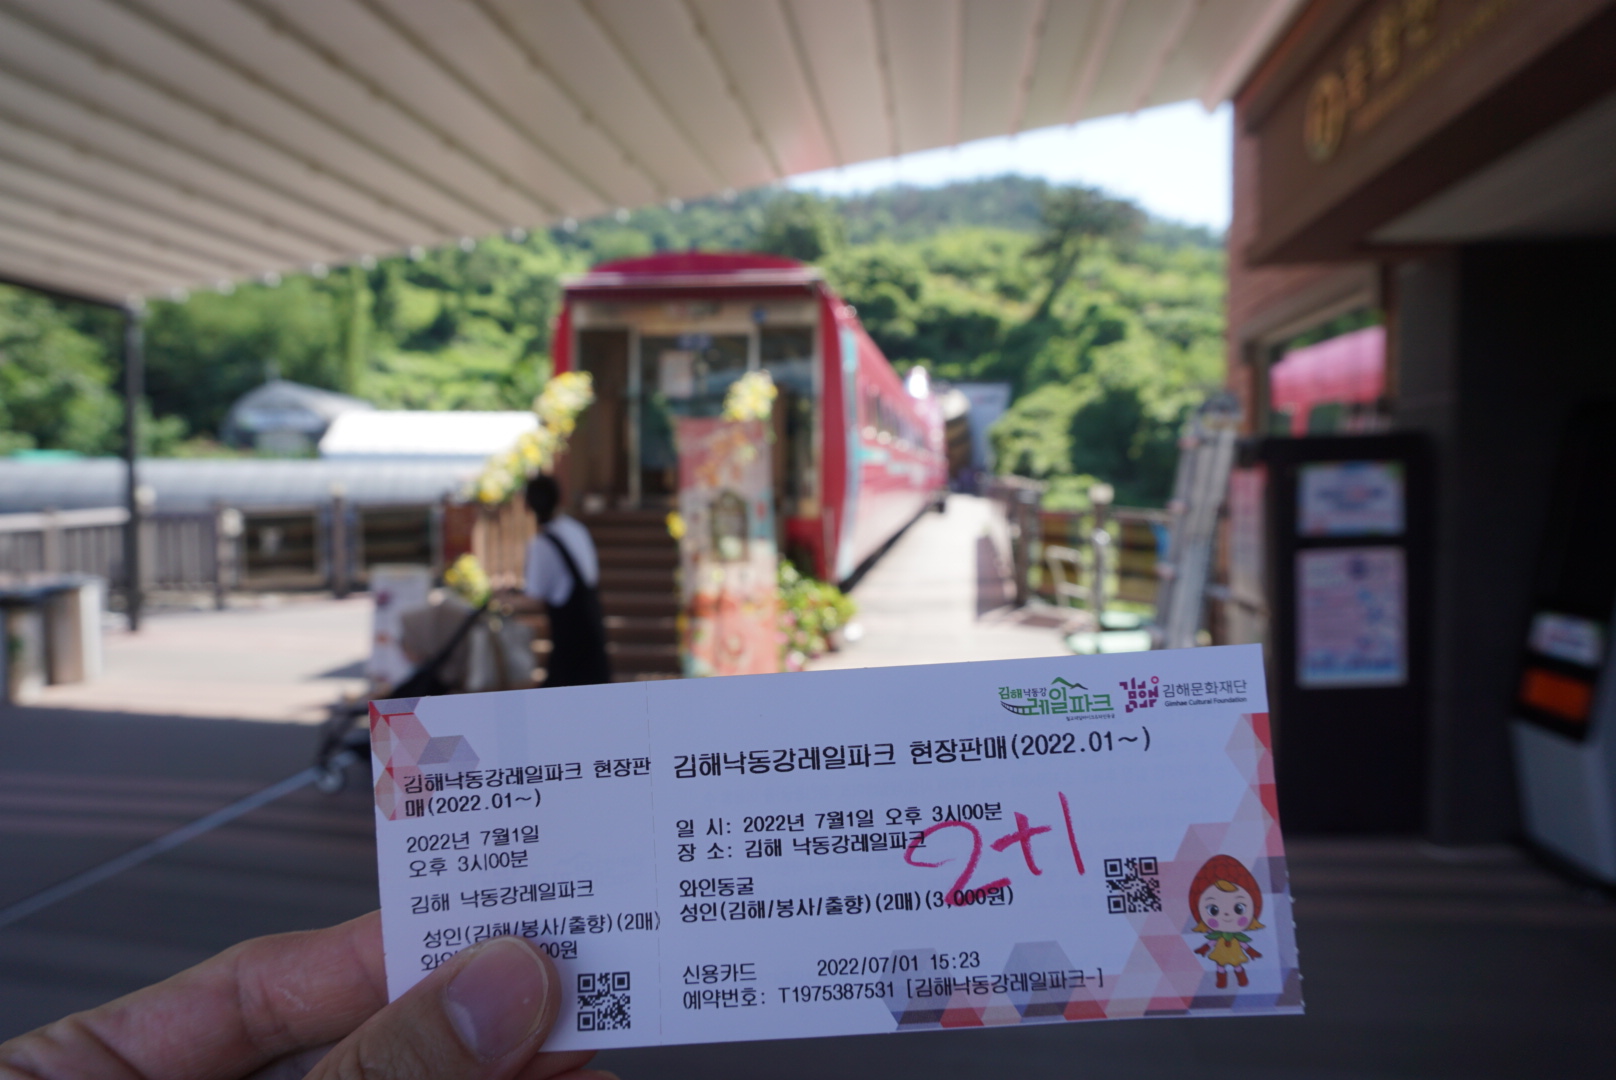 김해낙동강레일파크 현장판
매(2022.01~)
2022년 7월1일
오후 3시00분
김해 낙동강레일파크
성인(김해/봉사/출향)(2매)
00원
김해낙동강
레일파크
김해문화재단
Gimhae Cultural Foundation
김해낙동강레일파크 현장판매(2022.01~)
일 시: 2022년 7월1일 오후 3시00분
장 소: 김해 낙동강레일파크
2+1
와인동굴
성인(김해/봉사/출향)(2매)(3,000원)
신용카드 2022/07/01 15:23
예약번호: T1975387531 [김해낙동강레일파크-]